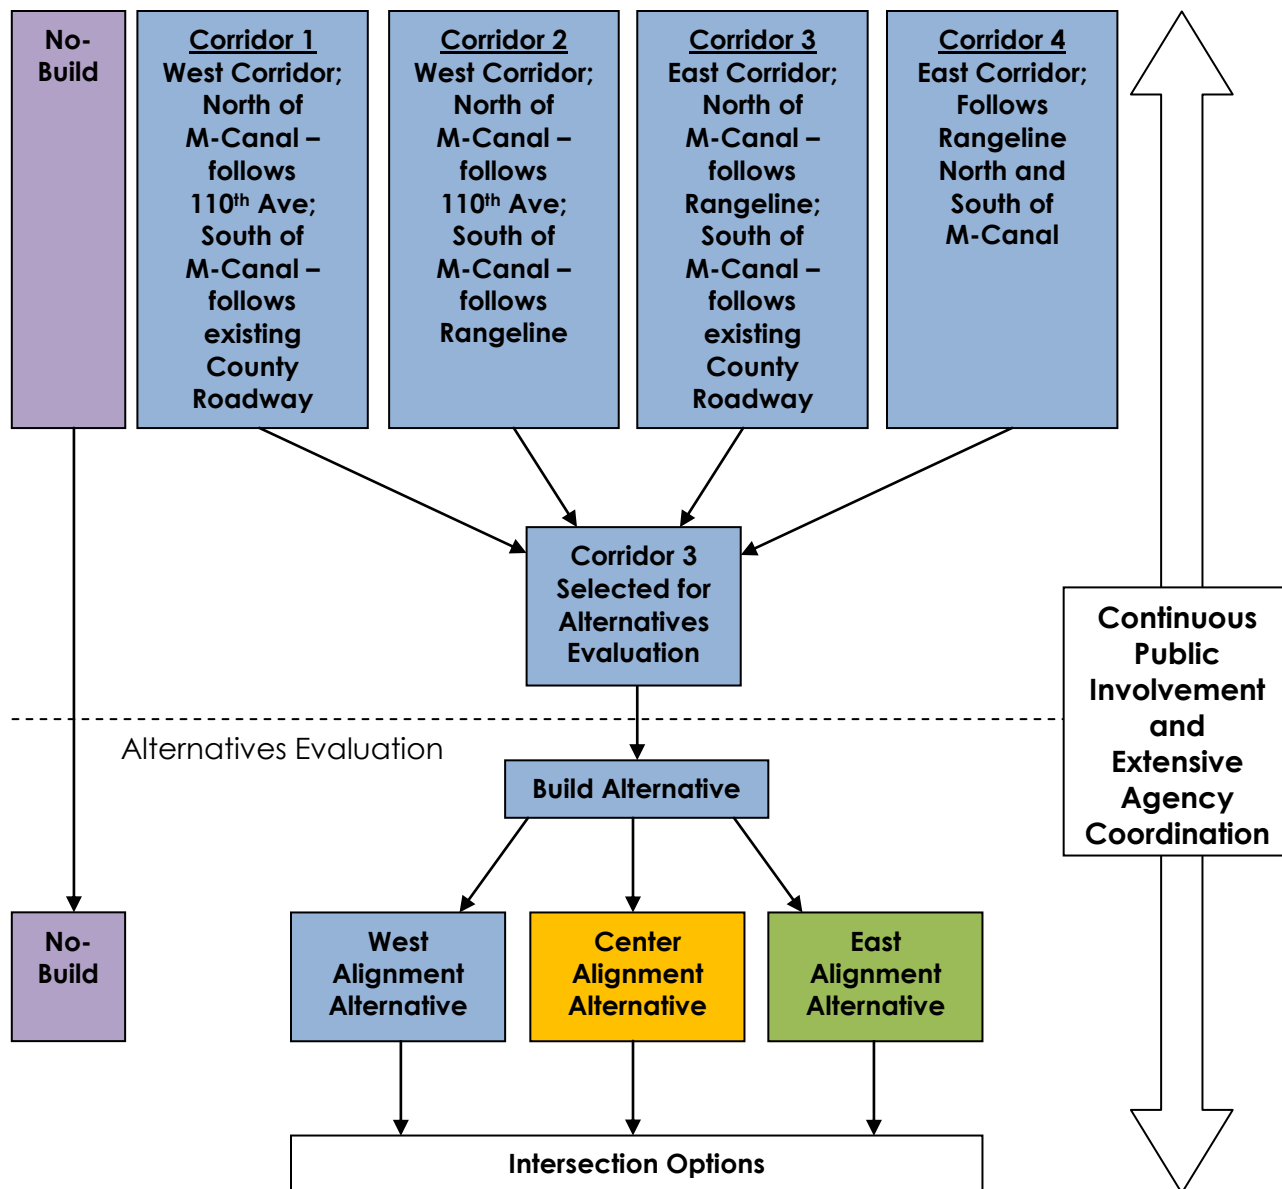 No-
Build
Corridor 1
West Corridor;
North of
M-Canal –
follows
110th Ave;
South of
M-Canal –
follows
existing
County
Roadway
Corridor 2
West Corridor;
North of
M-Canal –
follows
110th Ave;
South of
M-Canal –
follows
Rangeline
Corridor 3
East Corridor;
North of
M-Canal –
follows
Rangeline;
South of
M-Canal –
follows
existing
County
Roadway
Corridor 4
East Corridor;
Follows
Rangeline
North and
South of
M-Canal
Corridor 3
Selected for
Alternatives
Evaluation
Continuous
Public
Involvement
and
Extensive
Agency
Coordination
Alternatives Evaluation
Build Alternative
No-
Build
West
Alignment
Alternative
Center
Alignment
Alternative
East
Alignment
Alternative
Intersection Options